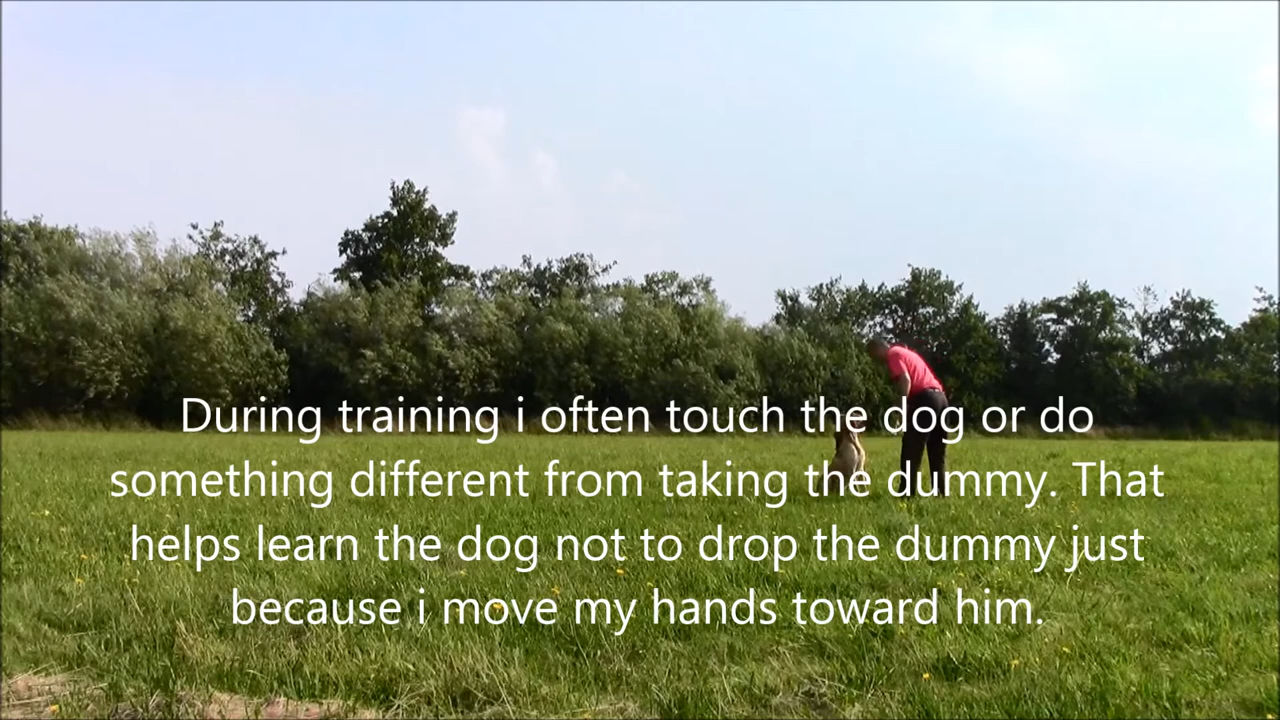 During training i often touch the dog or do
something different from taking the dummy. That
helps learn the dog not to drop the dummy just
because i move my hands toward him.